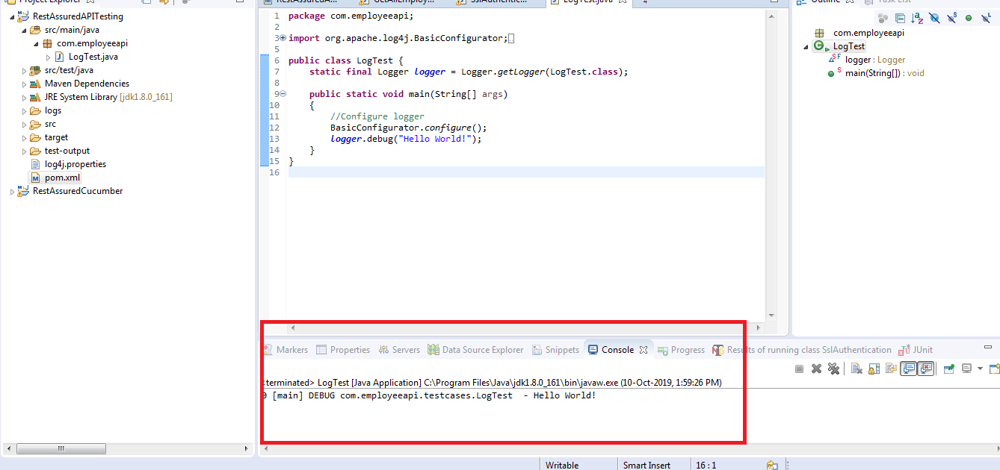 Project Explorer
RestAssuredAPITesting
src/main/java
com.employeeapi
LogTest.java
src/test/java
Maven Dependencies
JRE System Library [jdk1.8.0_161]
logs
src
target
test-output
log4j.properties
pom.xml
RestAssuredCucumber
RestAssuredA... GetAllEmploy... SslAuthentic... LogTest.java
1 package com.employeeapi;
2
3 import org.apache.log4j.BasicConfigurator;
5
6 public class LogTest {
7 static final Logger logger = Logger.getLogger(LogTest.class);
8
9 public static void main(String[] args)
10 {
11 //Configure logger
12 BasicConfigurator.configure();
13 logger.debug("Hello World!");
14 }
15 }
16
Outline Task List
com.employeeapi
LogTest
logger : Logger
main(String[]) : void
Markers Properties Servers Data Source Explorer Snippets Console Progress Results of running class SslAuthentication JUnit
<terminated> LogTest [Java Application] C:\Program Files\Java\jdk1.8.0_161\bin\javaw.exe (10-Oct-2019, 1:59:26 PM)
0 [main] DEBUG com.employeeapi.testcases.LogTest - Hello World!
Writable Smart Insert 16 : 1